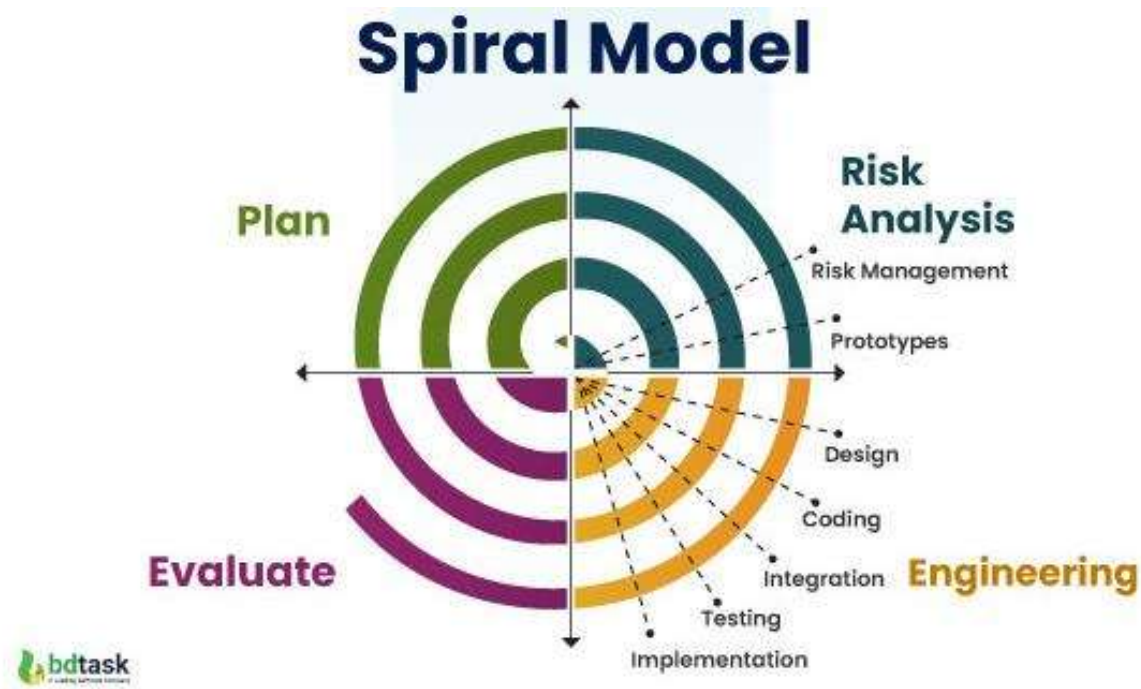 Spiral Model
Plan
Risk
Analysis
Risk Management
Prototypes
Design
Coding
Integration
Testing
Implementation
Engineering
Evaluate
bdtask